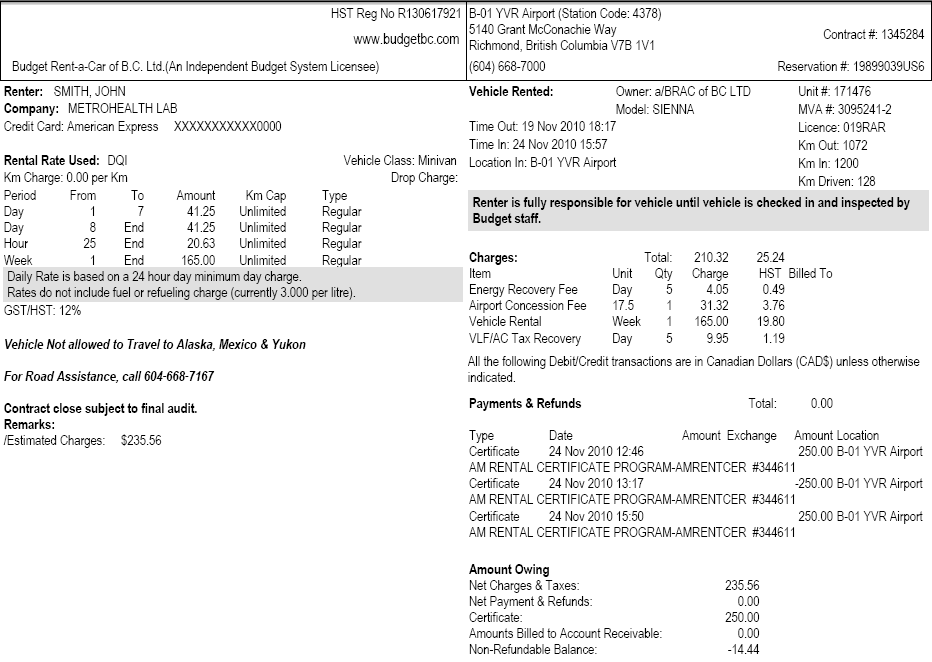 HST Reg No R130617921
www.budgetbc.com
Budget Rent-a-Car of B.C. Ltd.(An Independent Budget System Licensee)
B-01 YVR Airport (Station Code: 4378)
5140 Grant McConachie Way
Richmond, British Columbia V7B 1V1
(604) 668-7000
Contract #: 1345284
Reservation #: 19899039US6
Renter: SMITH, JOHN
Company: METROHEALTH LAB
Credit Card: American Express XXXXXXXXXXX0000
Rental Rate Used: DQI Vehicle Class: Minivan
Km Charge: 0.00 per Km Drop Charge:
Period From To Amount Km Cap Type
Day 1 7 41.25 Unlimited Regular
Day 8 End 41.25 Unlimited Regular
Hour 25 End 20.63 Unlimited Regular
Week 1 End 165.00 Unlimited Regular
Daily Rate is based on a 24 hour day minimum day charge.
Rates do not include fuel or refueling charge (currently 3.000 per litre).
GST/HST: 12%
Vehicle Not allowed to Travel to Alaska, Mexico & Yukon
For Road Assistance, call 604-668-7167
Contract close subject to final audit.
Remarks:
/Estimated Charges: $235.56
Vehicle Rented: Owner: a/BRAC of BC LTD Unit #: 171476
Model: SIENNA MVA #: 3095241-2
Time Out: 19 Nov 2010 18:17 Licence: 019RAR
Time In: 24 Nov 2010 15:57 Km Out: 1072
Location In: B-01 YVR Airport Km In: 1200
Km Driven: 128
Renter is fully responsible for vehicle until vehicle is checked in and inspected by
Budget staff.
Charges: Total: 210.32 25.24
Item Unit Qty Charge HST Billed To
Energy Recovery Fee Day 5 4.05 0.49
Airport Concession Fee 17.5 1 31.32 3.76
Vehicle Rental Week 1 165.00 19.80
VLF/AC Tax Recovery Day 5 9.95 1.19
All the following Debit/Credit transactions are in Canadian Dollars (CAD$) unless otherwise
indicated.
Payments & Refunds Total: 0.00
Type Date Amount Exchange Amount Location
Certificate 24 Nov 2010 12:46 250.00 B-01 YVR Airport
AM RENTAL CERTIFICATE PROGRAM-AMRENTCER #344611
Certificate 24 Nov 2010 13:17 -250.00 B-01 YVR Airport
AM RENTAL CERTIFICATE PROGRAM-AMRENTCER #344611
Certificate 24 Nov 2010 15:50 250.00 B-01 YVR Airport
AM RENTAL CERTIFICATE PROGRAM-AMRENTCER #344611
Amount Owing
Net Charges & Taxes: 235.56
Net Payment & Refunds: 0.00
Certificate: 250.00
Amounts Billed to Account Receivable: 0.00
Non-Refundable Balance: -14.44